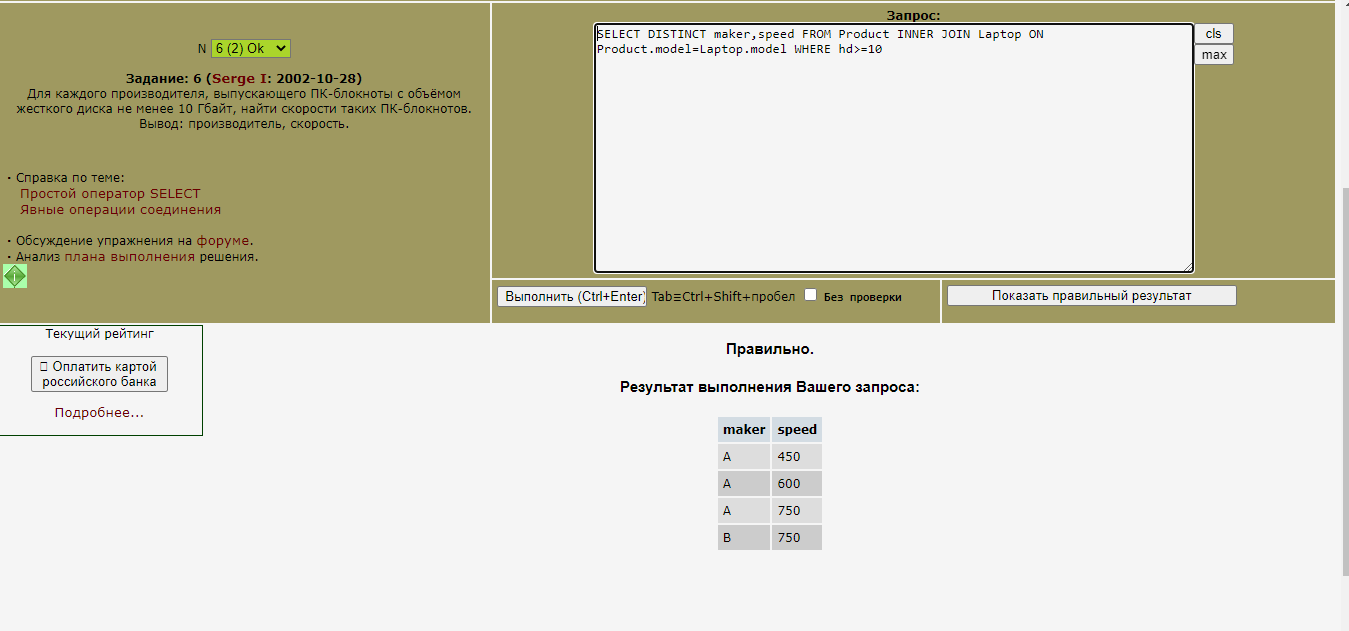 N 6 (2) Ok
Задание: 6 (Serge I: 2002-10-28)
Для каждого производителя, выпускающего ПК-блокноты c объёмом
жесткого диска не менее 10 Гбайт, найти скорости таких ПК-блокнотов.
Вывод: производитель, скорость.
· Справка по теме:
Простой оператор SELECT
Явные операции соединения
· Обсуждение упражнения на форуме.
· Анализ плана выполнения решения.
Запрос:
SELECT DISTINCT maker,speed FROM Product INNER JOIN Laptop ON
Product.model=Laptop.model WHERE hd>=10
cls
max
Выполнить (Ctrl+Enter) Tab≡Ctrl+Shift+пробел Без проверки
Показать правильный результат
Текущий рейтинг
Оплатить картой
российского банка
Подробнее...
Правильно.
Результат выполнения Вашего запроса:
maker speed
A 450
A 600
A 750
B 750